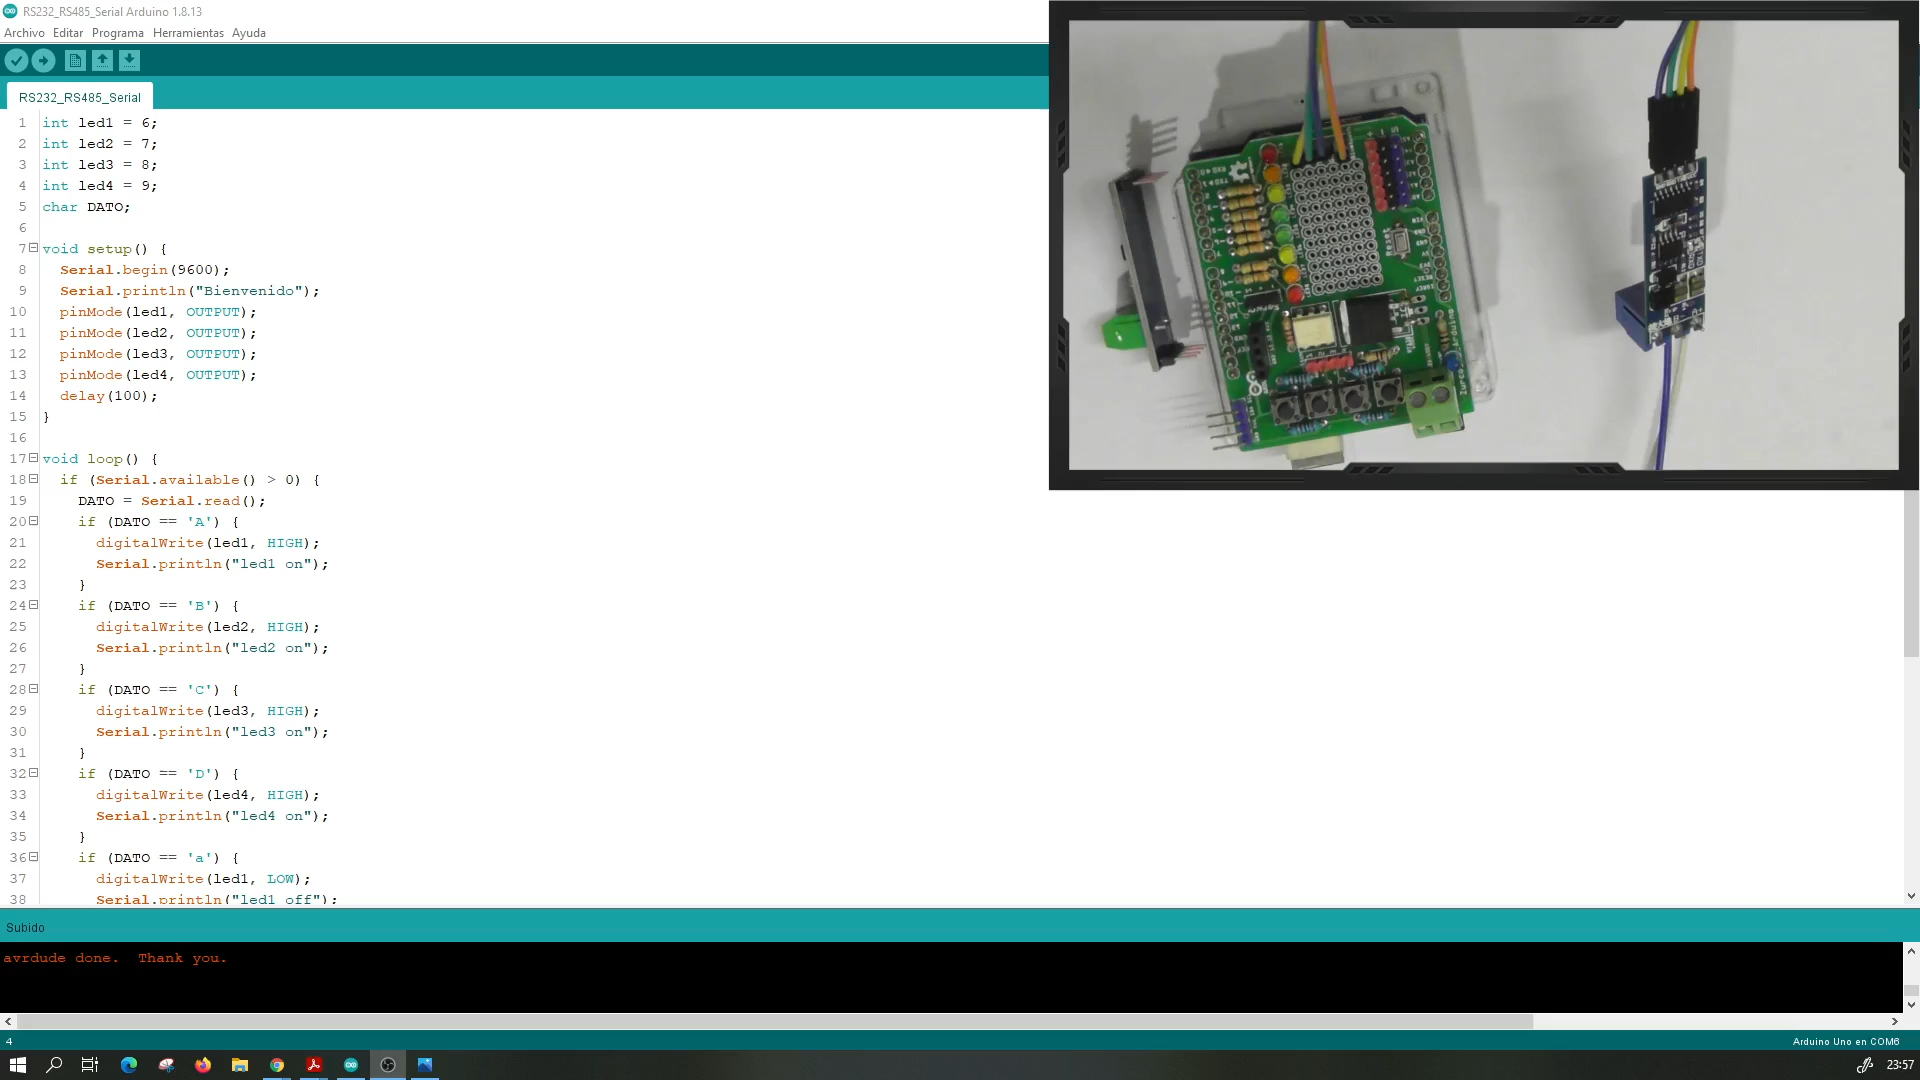 RS232_RS485_Serial Arduino 1.8.13
Archivo Editar Programa Herramientas Ayuda
RS232_RS485_Serial
1 int led1 = 6;
2 int led2 = 7;
3 int led3 = 8;
4 int led4 = 9;
5 char DATO;
6
7 void setup() {
8 Serial.begin(9600);
9 Serial.println("Bienvenido");
10 pinMode(led1, OUTPUT);
11 pinMode(led2, OUTPUT);
12 pinMode(led3, OUTPUT);
13 pinMode(led4, OUTPUT);
14 delay(100);
15 }
16
17 void loop() {
18 if (Serial.available() > 0) {
19 DATO = Serial.read();
20 if (DATO == 'A') {
21 digitalWrite(led1, HIGH);
22 Serial.println("led1 on");
23 }
24 if (DATO == 'B') {
25 digitalWrite(led2, HIGH);
26 Serial.println("led2 on");
27 }
28 if (DATO == 'C') {
29 digitalWrite(led3, HIGH);
30 Serial.println("led3 on");
31 }
32 if (DATO == 'D') {
33 digitalWrite(led4, HIGH);
34 Serial.println("led4 on");
35 }
36 if (DATO == 'a') {
37 digitalWrite(led1, LOW);
38 Serial.println("led1 off");
Subido
avrdude done. Thank you.
4
Arduino Uno en COM6
23:57